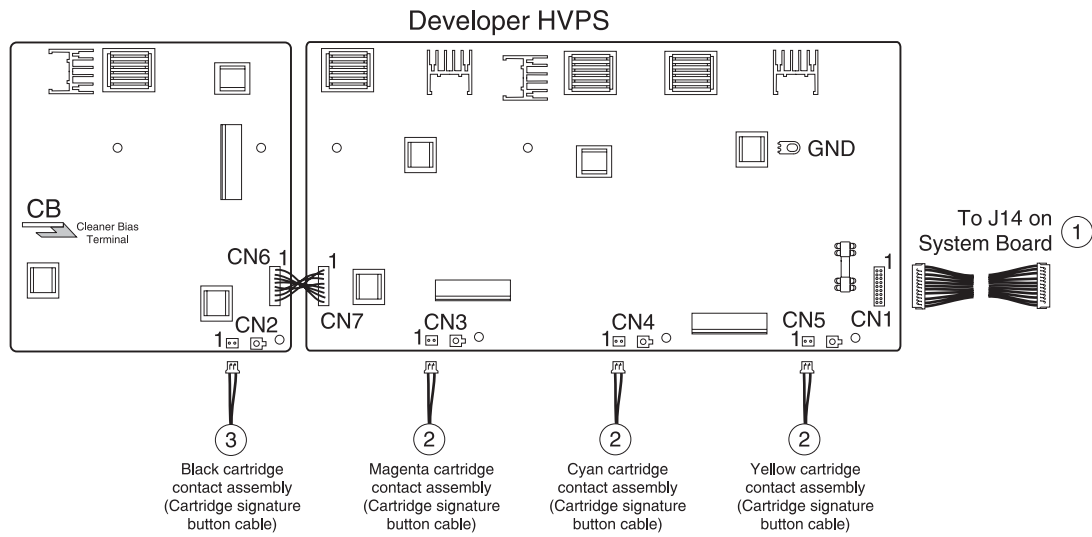 Developer HVPS
GND
CB
Cleaner Bias
Terminal
To J14 on
System Board
1
CN6 1
1
1
CN7
CN2
1
CN3
1
CN4
1
CN5
1
CN1
3
2
2
2
Black cartridge
contact assembly
(Cartridge signature
button cable)
Magenta cartridge
contact assembly
(Cartridge signature
button cable)
Cyan cartridge
contact assembly
(Cartridge signature
button cable)
Yellow cartridge
contact assembly
(Cartridge signature
button cable)